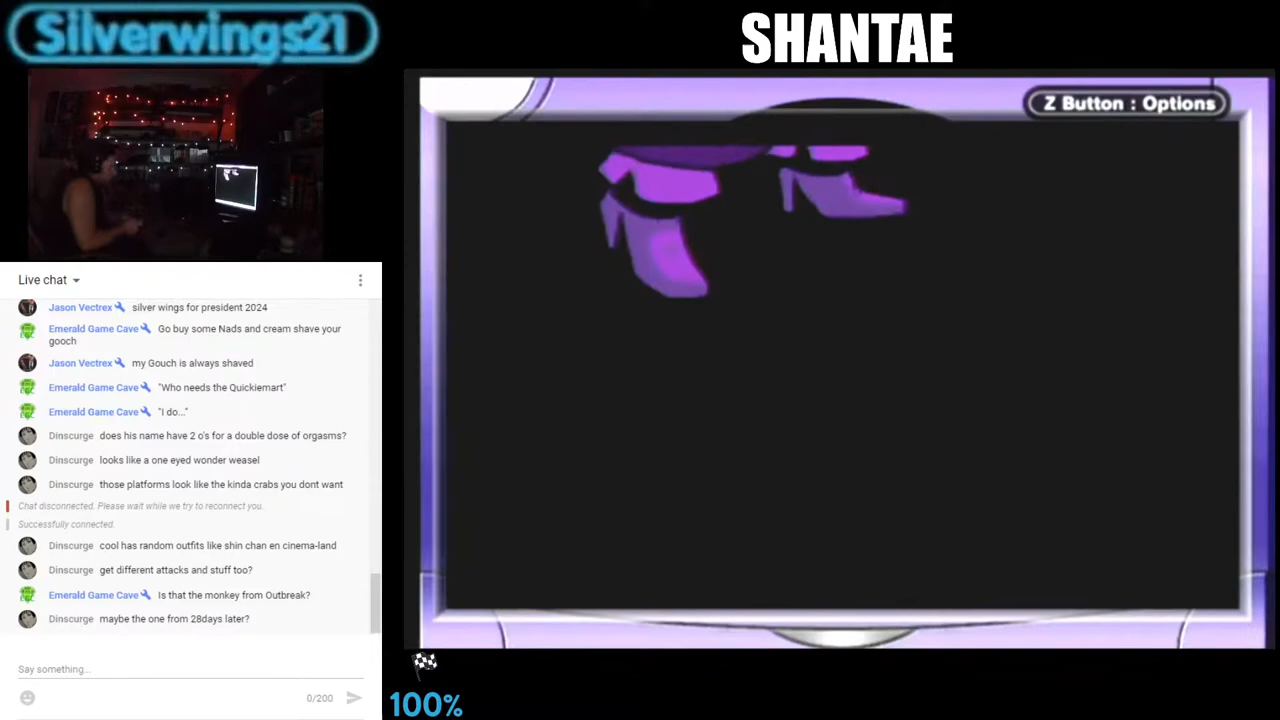 Silverwings21
SHANTAE
Z Button : Options
Live chat
Jason Vectrex silver wings for president 2024
Emerald Game Cave Go buy some Nads and cream shave your
gooch
Jason Vectrex my Gouch is always shaved
Emerald Game Cave "Who needs the Quickiemart"
Emerald Game Cave "I do..."
Dinscurge does his name have 2 o's for a double dose of orgasms?
Dinscurge looks like a one eyed wonder weasel
Dinscurge those platforms look like the kinda crabs you dont want
Chat disconnected. Please wait while we try to reconnect you.
Successfully connected.
Dinscurge cool has random outfits like shin chan en cinema-land
Dinscurge get different attacks and stuff too?
Emerald Game Cave Is that the monkey from Outbreak?
Dinscurge maybe the one from 28days later?
Say something...
0/200
100%